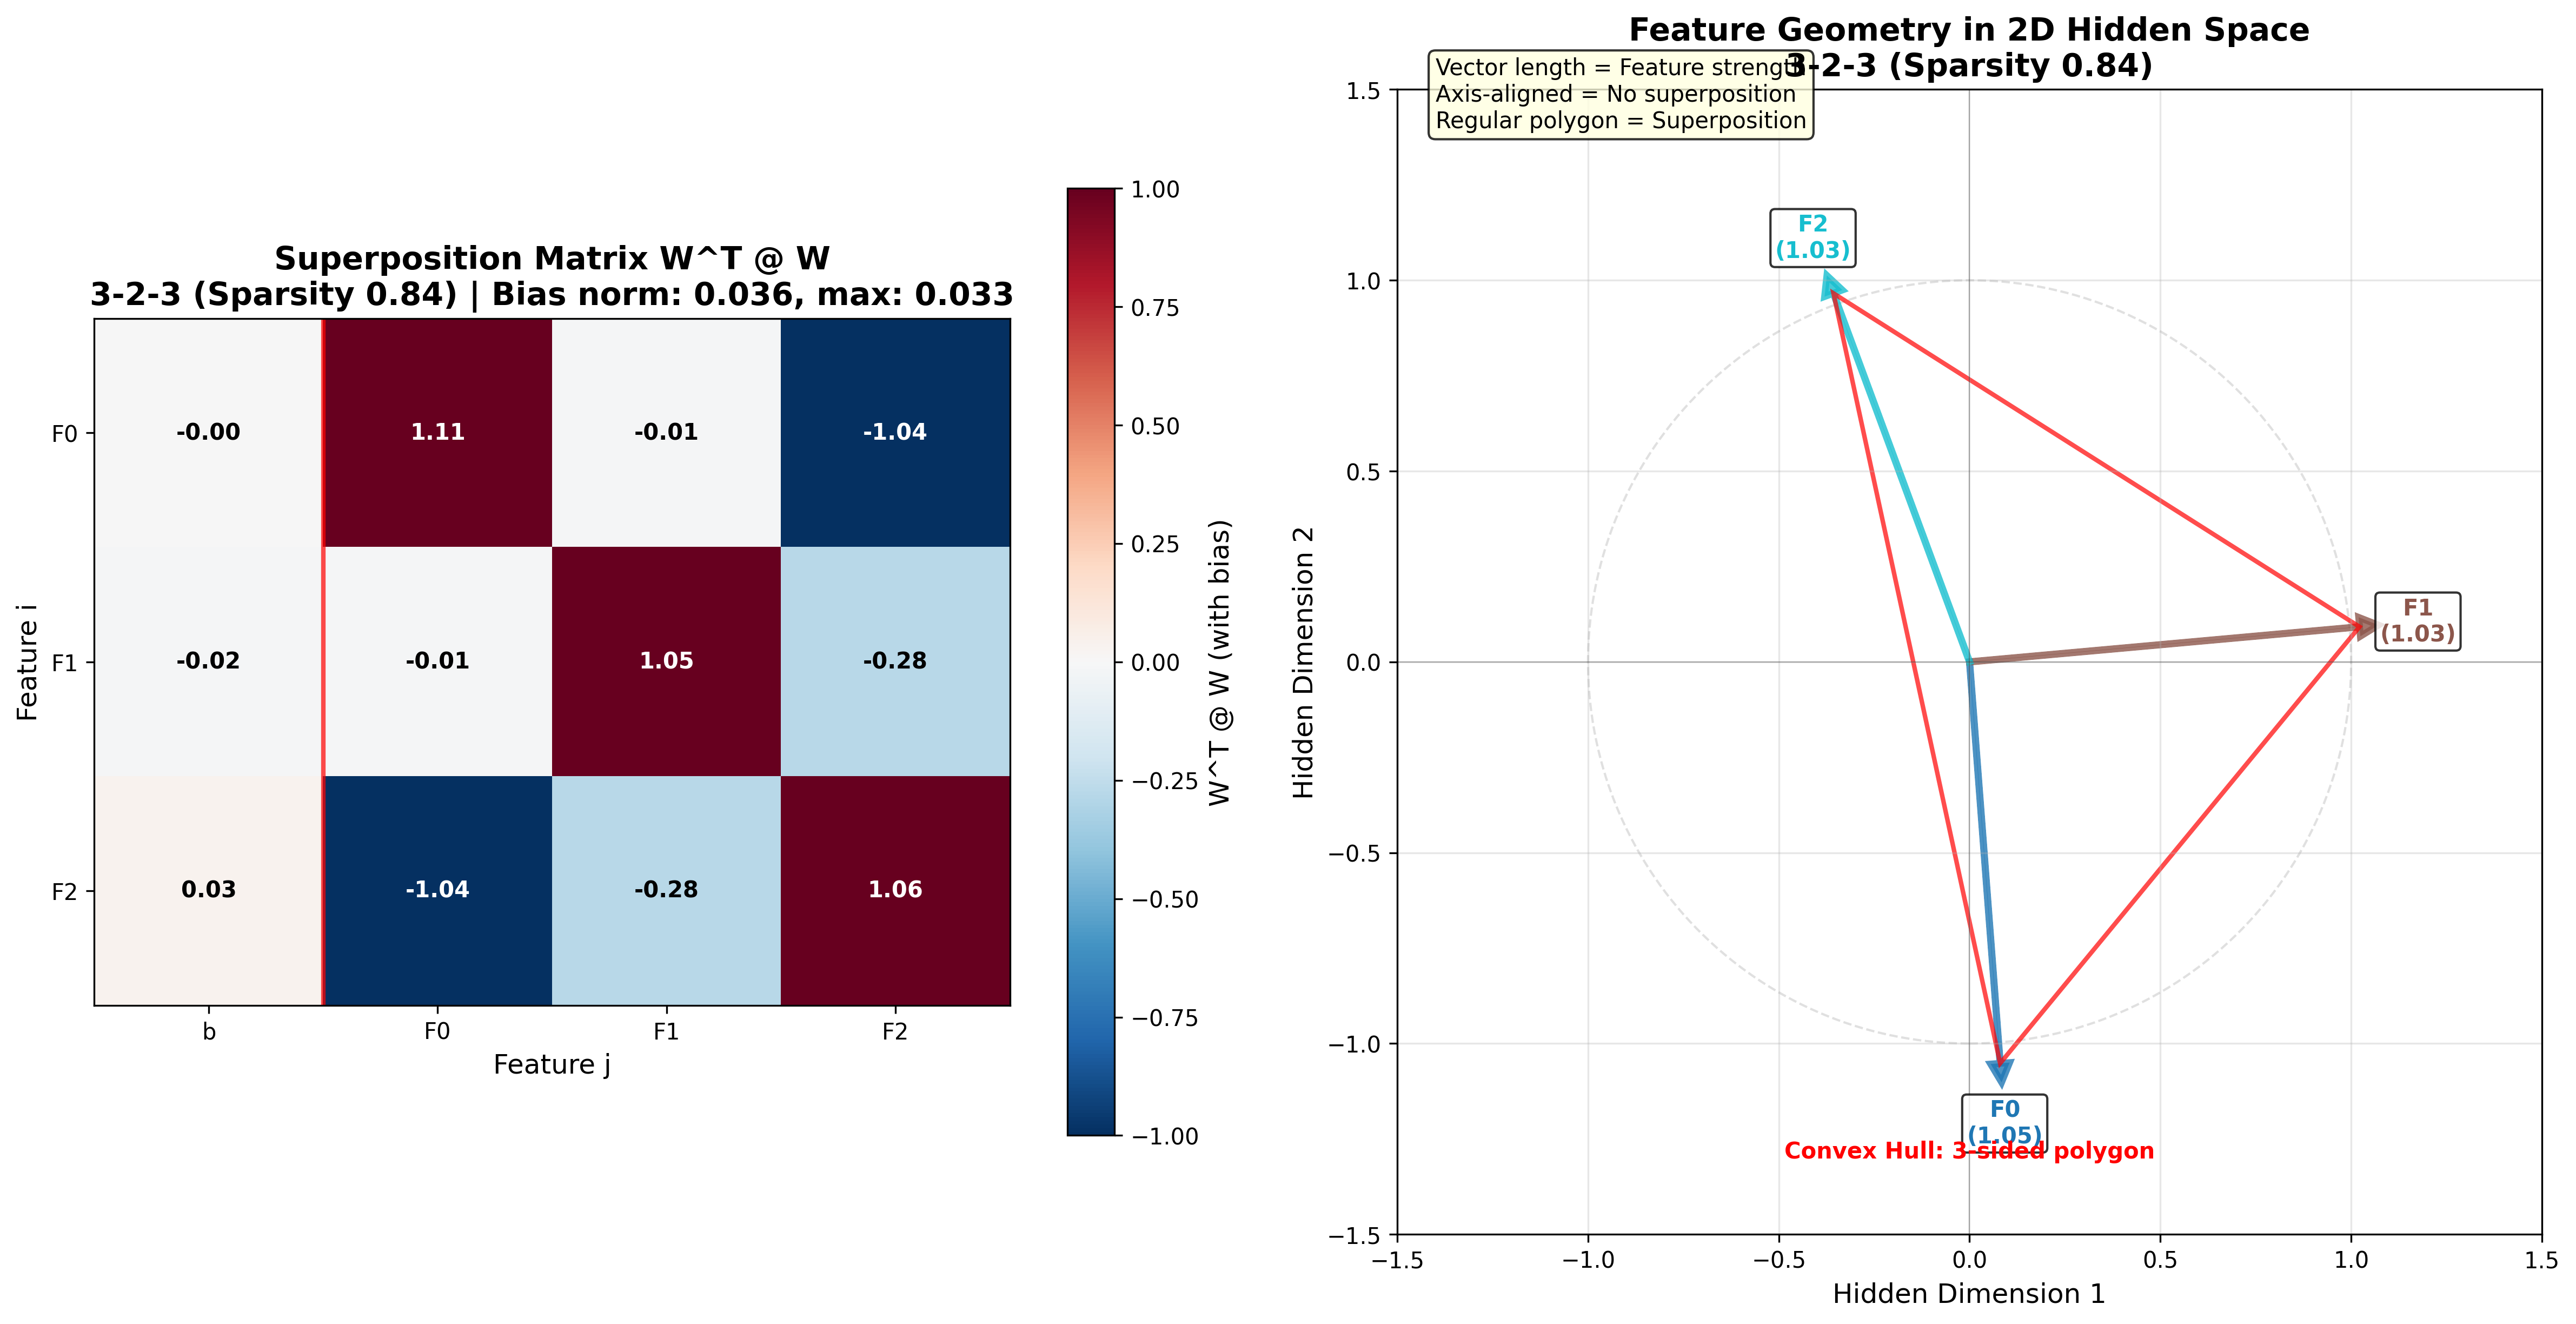 Superposition Matrix W^T @ W
3-2-3 (Sparsity 0.84) | Bias norm: 0.036, max: 0.033
Feature i
F0
F1
F2
-0.00 1.11 -0.01 -1.04
-0.02 -0.01 1.05 -0.28
0.03 -1.04 -0.28 1.06
b F0 F1 F2
Feature j
1.00
0.75
0.50
0.25
0.00
−0.25
−0.50
−0.75
−1.00
W^T @ W (with bias)
Feature Geometry in 2D Hidden Space
3-2-3 (Sparsity 0.84)
Vector length = Feature strength
Axis-aligned = No superposition
Regular polygon = Superposition
Hidden Dimension 2
1.5
1.0
0.5
0.0
−0.5
−1.0
−1.5
F2
(1.03)
F1
(1.03)
F0
(1.05)
Convex Hull: 3-sided polygon
−1.5 −1.0 −0.5 0.0 0.5 1.0 1.5
Hidden Dimension 1